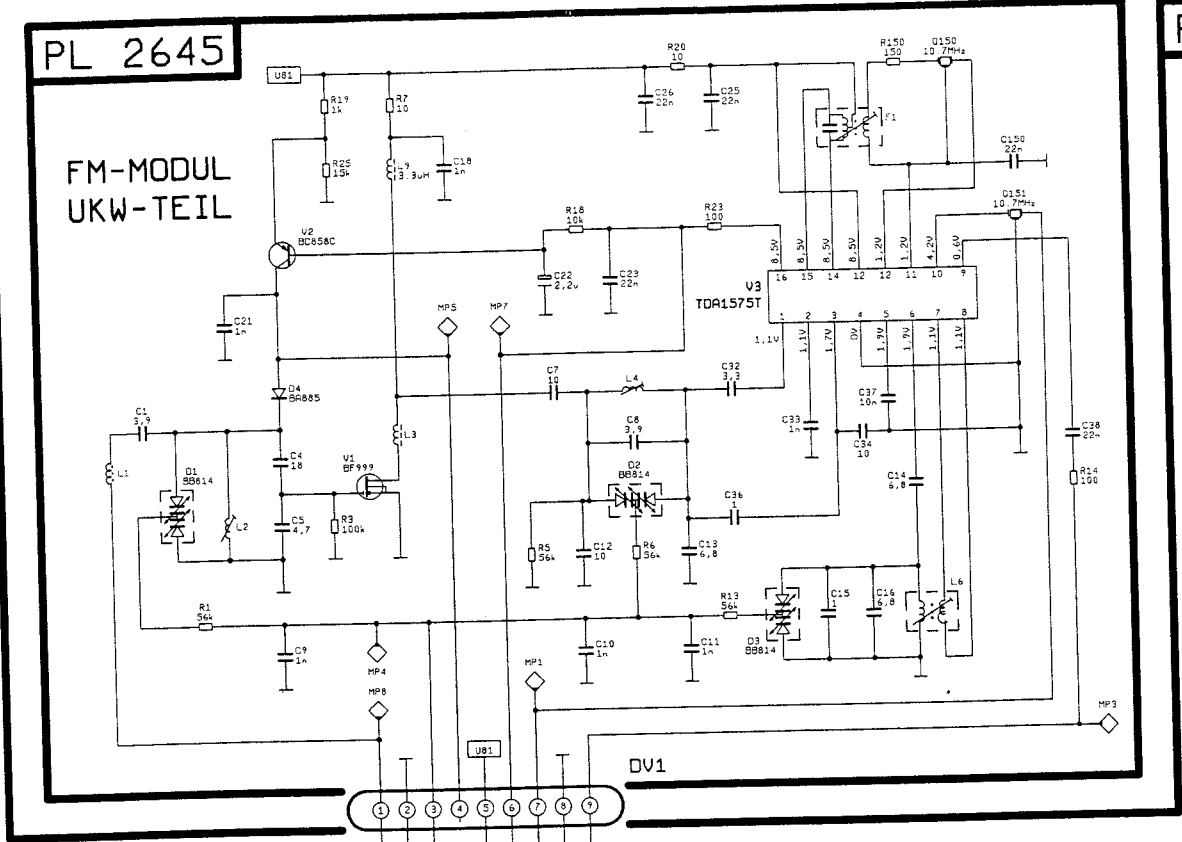 PL 2645
FM-MODUL
UKW-TEIL
U81
R19
1k
R7
10
R25
15k
L9
3.3uH
C18
1n
R20
10
C26
22n
C25
22n
R150
150
Q150
10.7MHz
F1
C150
22n
Q151
10.7MHz
V2
BC858C
R18
10k
R23
100
C22
2,2u
C23
22n
8,5V
8,5V
8,5V
8,5V
1,2V
1,2V
4,2V
0,6V
16
15
14
12
12
11
10
9
V3
TDA1575T
1
2
3
4
5
6
7
8
1,1V
1,1V
1,7V
0V
1,9V
1,9V
1,1V
1,1V
C21
1n
MP5
MP7
D4
BA885
C1
3,9
L1
D1
BB814
L2
C4
18
C5
4,7
V1
BF999
R3
100k
L3
C7
10
L4
C32
3,3
C8
3,9
D2
BB814
C33
1n
C37
10n
C34
10
C38
22n
R14
100
C14
6,8
C36
1
R5
56k
C12
10
R6
56k
C13
6,8
R1
56k
R13
56k
D3
BB814
C15
1
C16
6,8
L6
C9
1n
C10
1n
C11
1n
MP4
MP8
MP1
MP3
U81
DV1
1
2
3
4
5
6
7
8
9